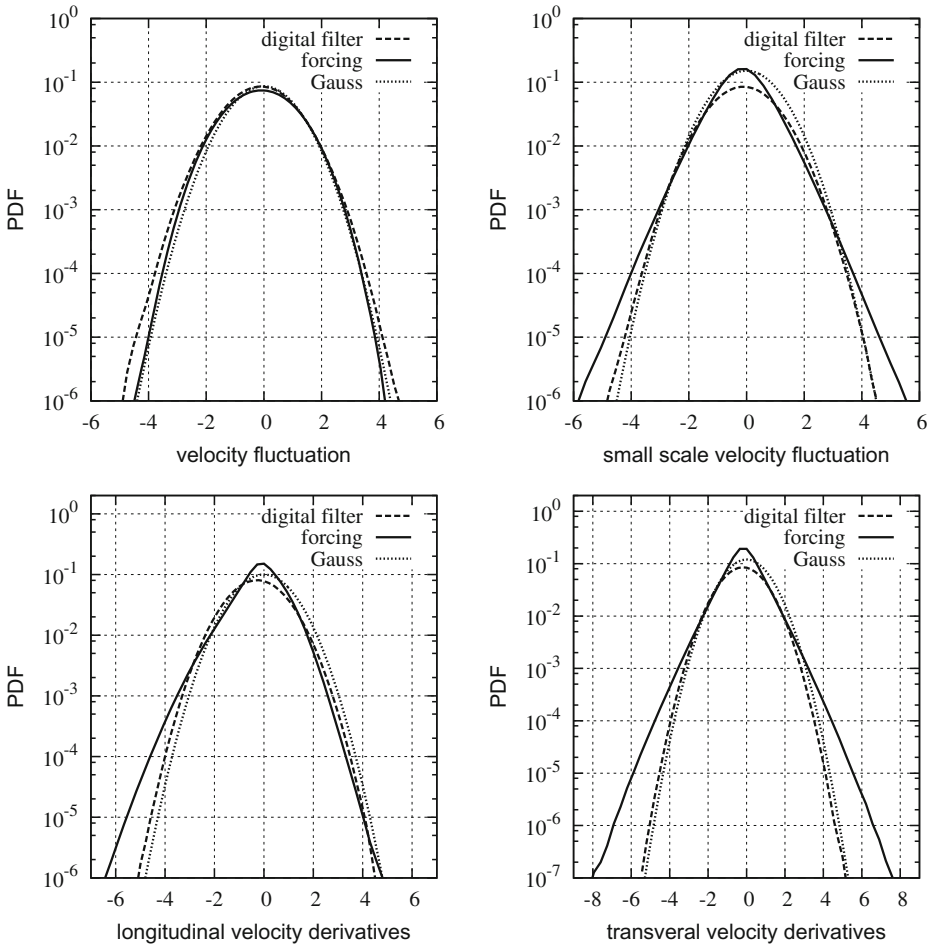 10^0
10^-1
10^-2
10^-3
10^-4
10^-5
10^-6
PDF
digital filter
forcing
Gauss
-6 -4 -2 0 2 4 6
velocity fluctuation
10^0
10^-1
10^-2
10^-3
10^-4
10^-5
10^-6
PDF
digital filter
forcing
Gauss
-6 -4 -2 0 2 4 6
small scale velocity fluctuation
10^0
10^-1
10^-2
10^-3
10^-4
10^-5
10^-6
PDF
digital filter
forcing
Gauss
-6 -4 -2 0 2 4 6
longitudinal velocity derivatives
10^0
10^-1
10^-2
10^-3
10^-4
10^-5
10^-6
10^-7
PDF
digital filter
forcing
Gauss
-8 -6 -4 -2 0 2 4 6 8
transveral velocity derivatives